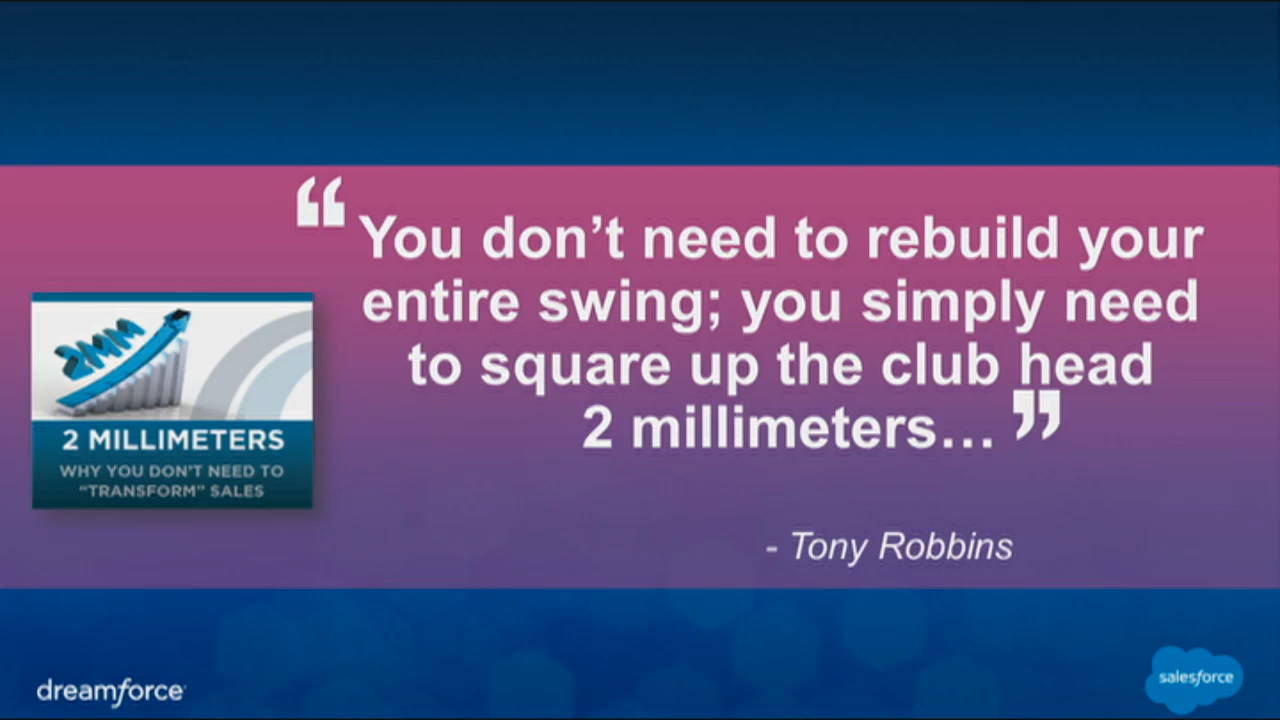 “You don’t need to rebuild your
entire swing; you simply need
to square up the club head
2 millimeters…”
- Tony Robbins
2MM
2 MILLIMETERS
WHY YOU DON’T NEED TO
“TRANSFORM” SALES
dreamforce
salesforce